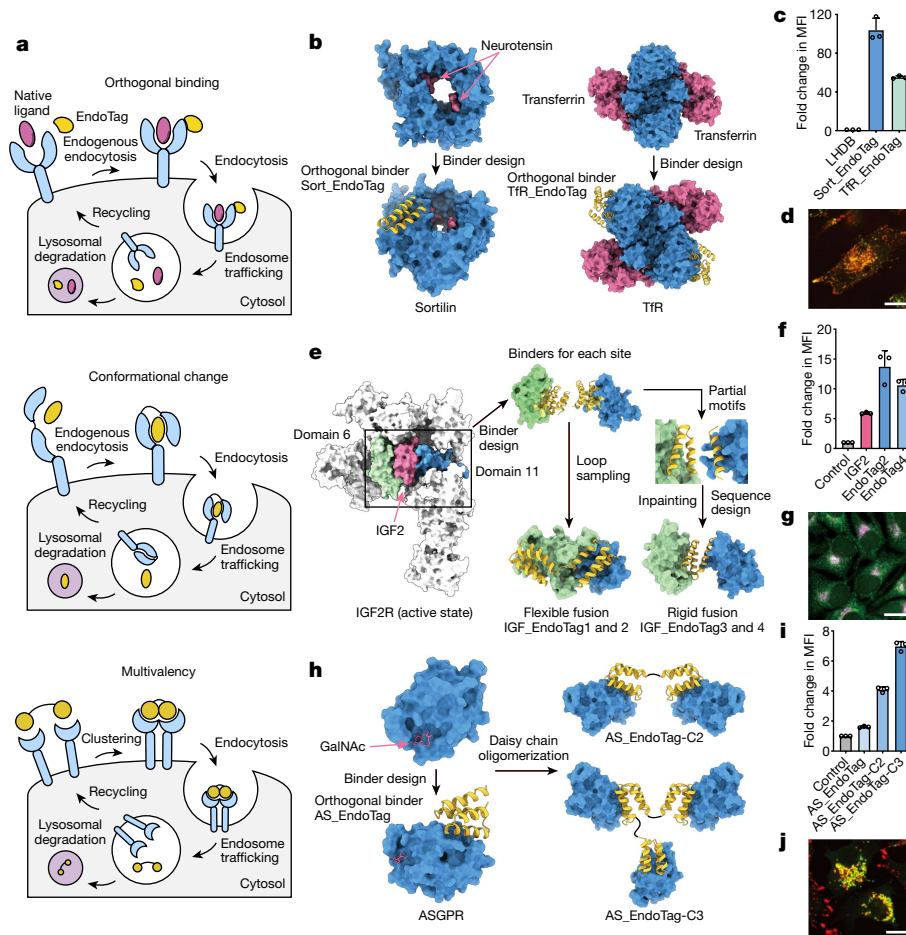 a
Orthogonal binding
Native
ligand
EndoTag
Endogenous
endocytosis
Endocytosis
Recycling
Lysosomal
degradation
Endosome
trafficking
Cytosol
Conformational change
Endogenous
endocytosis
Endocytosis
Recycling
Lysosomal
degradation
Endosome
trafficking
Cytosol
Multivalency
Clustering
Endocytosis
Recycling
Lysosomal
degradation
Endosome
trafficking
Cytosol
b
Neurotensin
Transferrin
Transferrin
Binder design
Orthogonal binder
Sort_EndoTag
Binder design
Orthogonal binder
TfR_EndoTag
Sortilin
TfR
c
Fold change in MFI
120
80
40
0
LHDB
Sort_EndoTag
TfR_EndoTag
d
e
Binders for each site
Domain 6
Binder
design
Domain 11
IGF2
IGF2R (active state)
Partial
motifs
Loop
sampling
Inpainting
Sequence
design
Flexible fusion
IGF_EndoTag1 and 2
Rigid fusion
IGF_EndoTag3 and 4
f
Fold change in MFI
20
15
10
5
0
Control
IGF2
EndoTag2
EndoTag4
g
h
GalNAc
Binder design
Orthogonal binder
AS_EndoTag
ASGPR
Daisy chain
oligomerization
AS_EndoTag-C2
AS_EndoTag-C3
i
Fold change in MFI
8
6
4
2
0
Control
AS_EndoTag
AS_EndoTag-C2
AS_EndoTag-C3
j